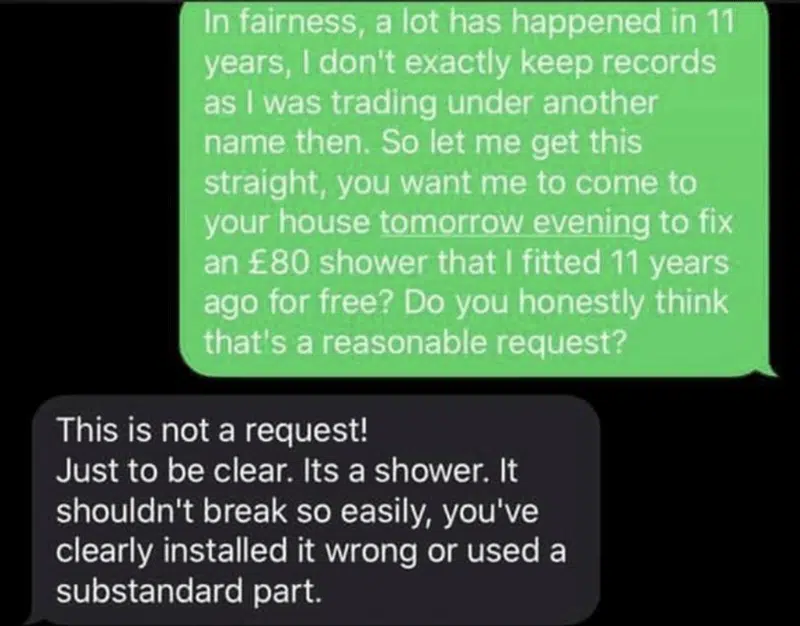 In fairness, a lot has happened in 11
years, I don't exactly keep records
as I was trading under another
name then. So let me get this
straight, you want me to come to
your house tomorrow evening to fix
an £80 shower that I fitted 11 years
ago for free? Do you honestly think
that's a reasonable request?
This is not a request!
Just to be clear. Its a shower. It
shouldn't break so easily, you've
clearly installed it wrong or used a
substandard part.